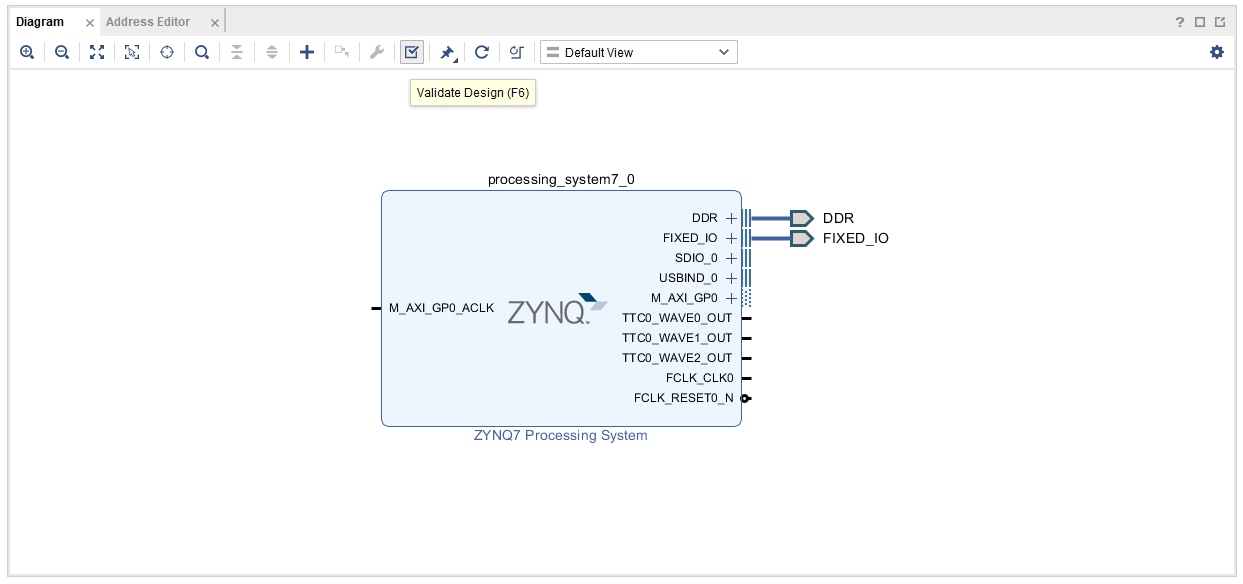 Diagram
Address Editor
?
Default View
Validate Design (F6)
processing_system7_0
DDR
FIXED_IO
SDIO_0
USBIND_0
M_AXI_GP0
TTC0_WAVE0_OUT
TTC0_WAVE1_OUT
TTC0_WAVE2_OUT
FCLK_CLK0
FCLK_RESET0_N
M_AXI_GP0_ACLK
ZYNQ
DDR
FIXED_IO
ZYNQ7 Processing System